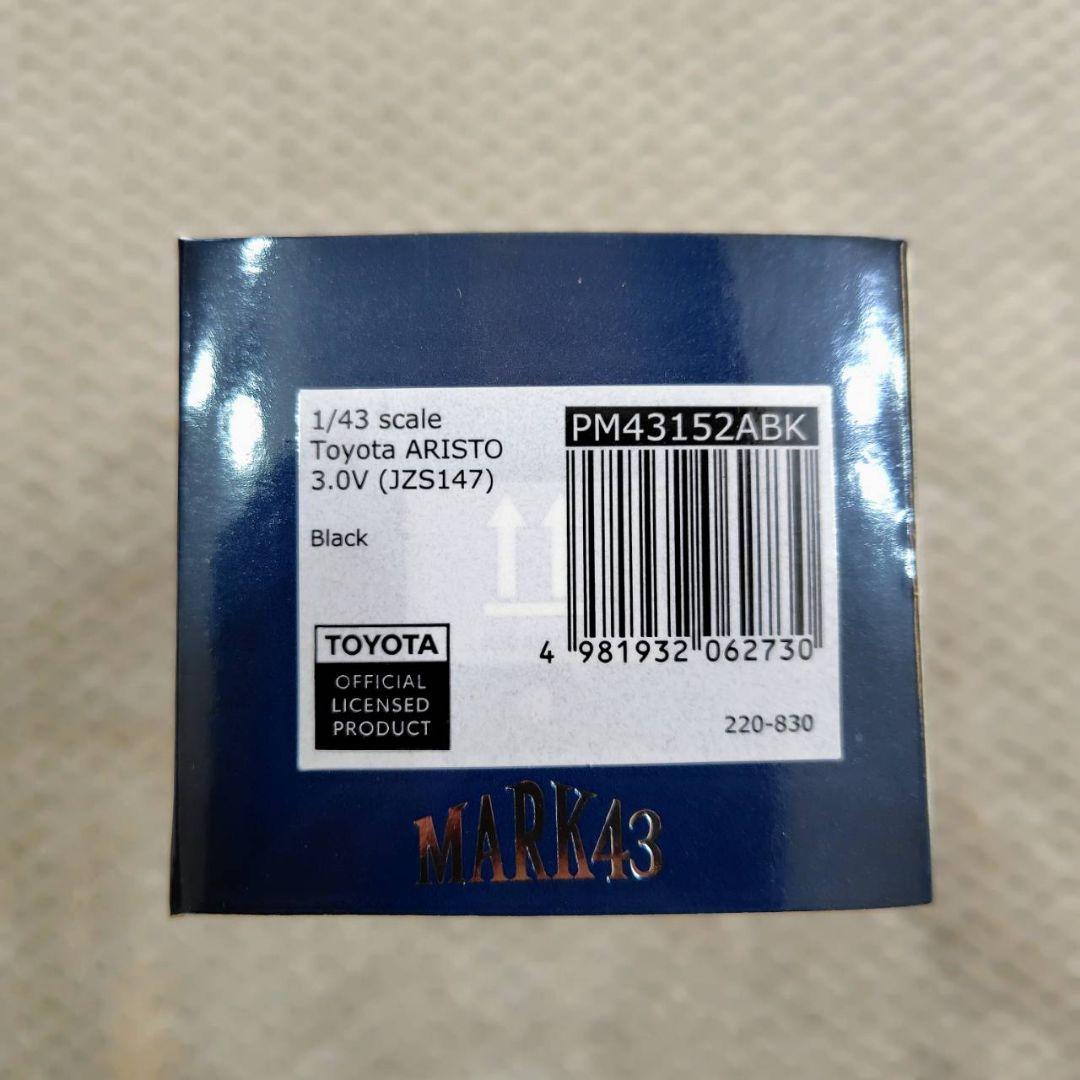 1/43 scale
Toyota ARISTO
3.0V (JZS147)
Black
PM43152ABK
4 981932 062730
TOYOTA
OFFICIAL
LICENSED
PRODUCT
220-830
MARK43